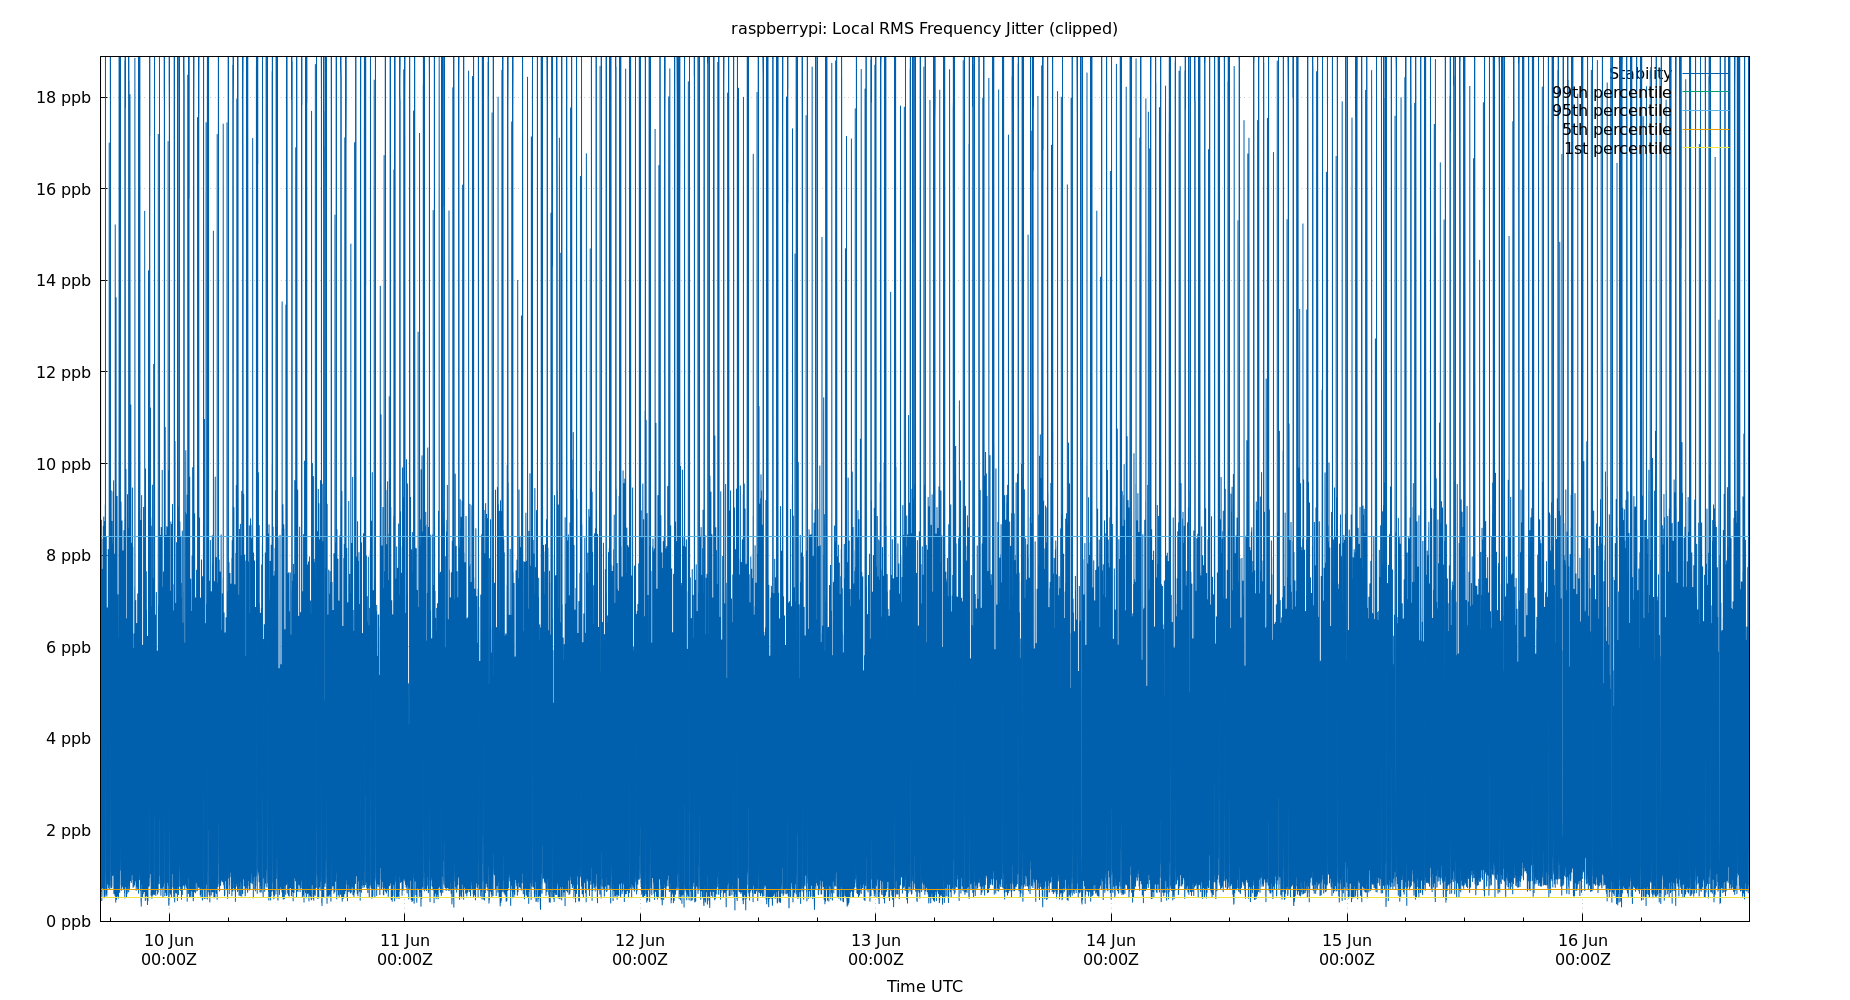 raspberrypi: Local RMS Frequency Jitter (clipped)
Stability
99th percentile
95th percentile
5th percentile
1st percentile
18 ppb
16 ppb
14 ppb
12 ppb
10 ppb
8 ppb
6 ppb
4 ppb
2 ppb
0 ppb
10 Jun 11 Jun 12 Jun 13 Jun 14 Jun 15 Jun 16 Jun
00:00Z 00:00Z 00:00Z 00:00Z 00:00Z 00:00Z 00:00Z
Time UTC